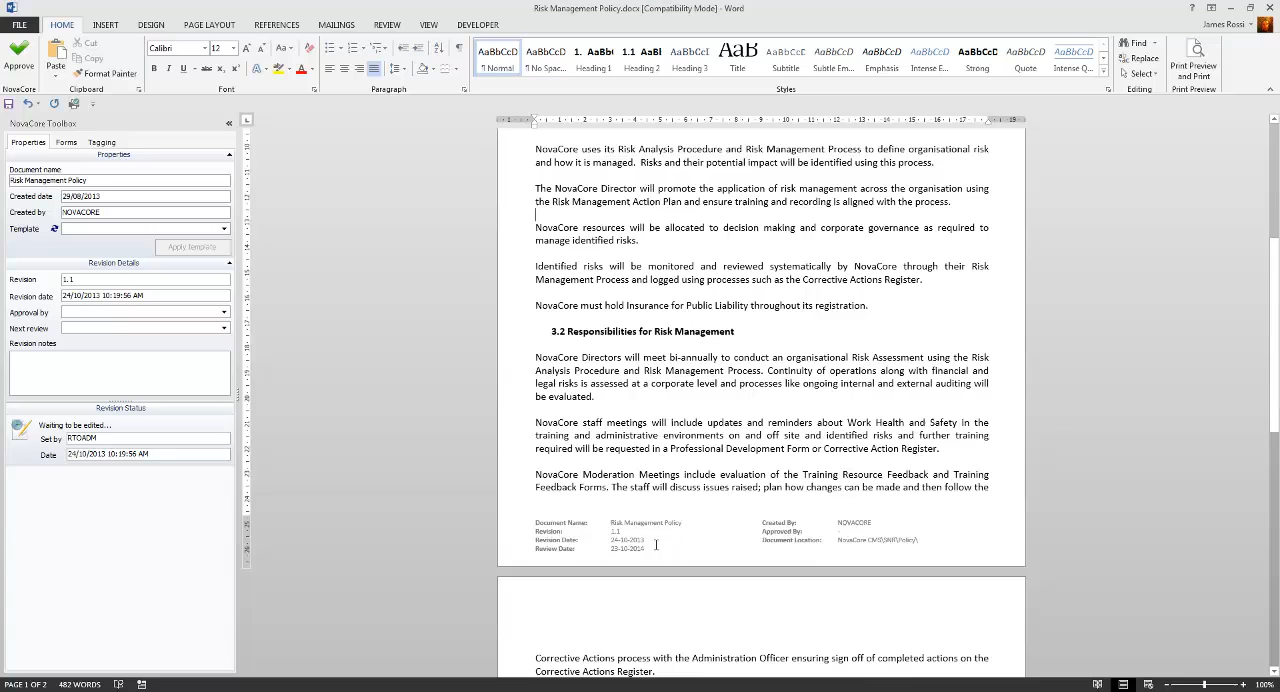 Risk Management Policy.docx [Compatibility Mode] - Word
FILE HOME INSERT DESIGN PAGE LAYOUT REFERENCES MAILINGS REVIEW VIEW DEVELOPER James Rossi
Approve
NovaCore
Paste
Cut
Copy
Format Painter
Clipboard
Calibri 12
Font
Paragraph
AaBbCcD AaBbCcD 1. AaBb 1.1 AaBl AaBbCcI AaB AaBbCcD AaBbCcD AaBbCcD AaBbCcD AaBbCcD AaBbCcD AaBbCcD
¶ Normal ¶ No Spac... Heading 1 Heading 2 Heading 3 Title Subtitle Subtle Em... Emphasis Intense E... Strong Quote Intense Q...
Styles
Find
Replace
Select
Editing
Print Preview
and Print
Print Preview
NovaCore Toolbox
Properties Forms Tagging
Properties
Document name
Risk Management Policy
Created date 29/08/2013
Created by NOVACORE
Template
Apply template
Revision Details
Revision 1.1
Revision date 24/10/2013 10:19:56 AM
Approval by
Next review
Revision notes
Revision Status
Waiting to be edited...
Set by RTOADM
Date 24/10/2013 10:19:56 AM
NovaCore uses its Risk Analysis Procedure and Risk Management Process to define organisational risk
and how it is managed. Risks and their potential impact will be identified using this process.
The NovaCore Director will promote the application of risk management across the organisation using
the Risk Management Action Plan and ensure training and recording is aligned with the process.
NovaCore resources will be allocated to decision making and corporate governance as required to
manage identified risks.
Identified risks will be monitored and reviewed systematically by NovaCore through their Risk
Management Process and logged using processes such as the Corrective Actions Register.
NovaCore must hold Insurance for Public Liability throughout its registration.
3.2 Responsibilities for Risk Management
NovaCore Directors will meet bi-annually to conduct an organisational Risk Assessment using the Risk
Analysis Procedure and Risk Management Process. Continuity of operations along with financial and
legal risks is assessed at a corporate level and processes like ongoing internal and external auditing will
be evaluated.
NovaCore staff meetings will include updates and reminders about Work Health and Safety in the
training and administrative environments on and off site and identified risks and further training
required will be requested in a Professional Development Form or Corrective Action Register.
NovaCore Moderation Meetings include evaluation of the Training Resource Feedback and Training
Feedback Forms. The staff will discuss issues raised; plan how changes can be made and then follow the
Document Name: Risk Management Policy Created By: NOVACORE
Revision: 1.1 Approved By: -
Revision Date: 24-10-2013 Document Location: NovaCore CMS\SNR\Policy\
Review Date: 23-10-2014
Corrective Actions process with the Administration Officer ensuring sign off of completed actions on the
Corrective Actions Register.
PAGE 1 OF 2 482 WORDS 100%